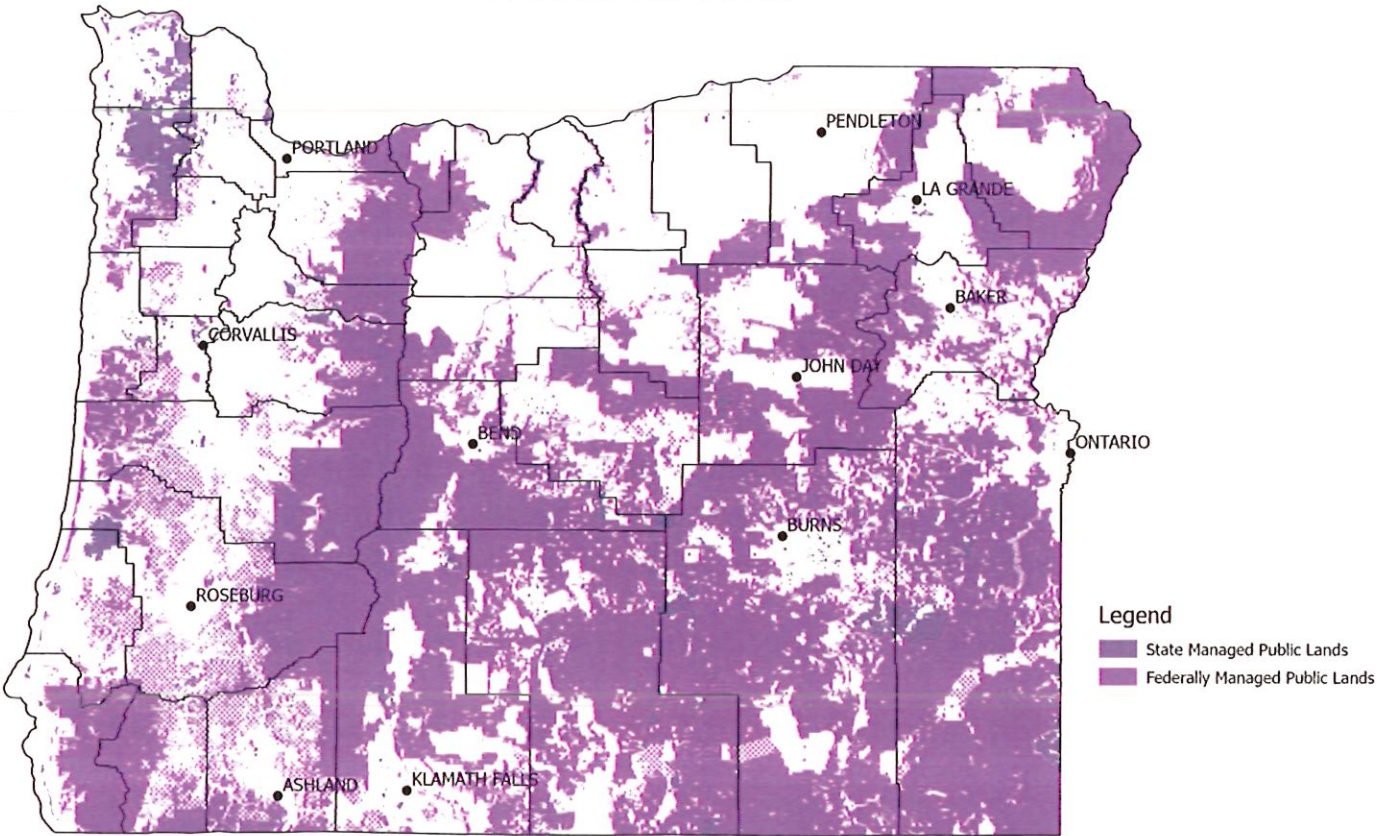 PENDLETON
PORTLAND
LA GRANDE
BAKER
CORVALLIS
JOHN DAY
BEND
ONTARIO
BURNS
ROSEBURG
Legend
State Managed Public Lands
Federally Managed Public Lands
ASHLAND
KLAMATH FALLS